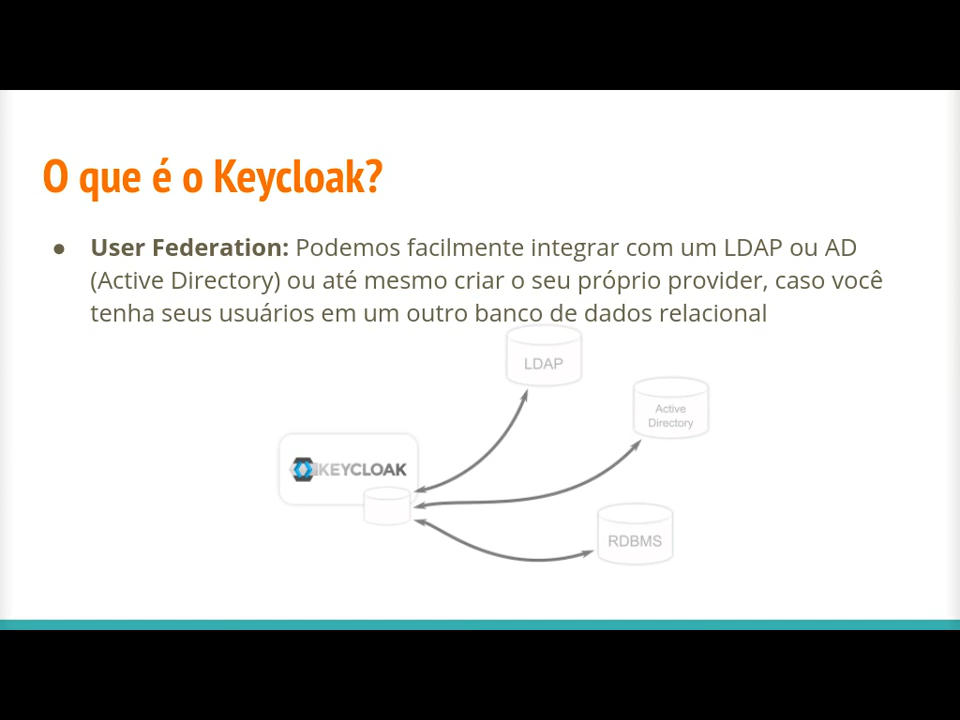 O que é o Keycloak?
● User Federation: Podemos facilmente integrar com um LDAP ou AD
(Active Directory) ou até mesmo criar o seu próprio provider, caso você
tenha seus usuários em um outro banco de dados relacional
LDAP
Active
Directory
KEYCLOAK
RDBMS